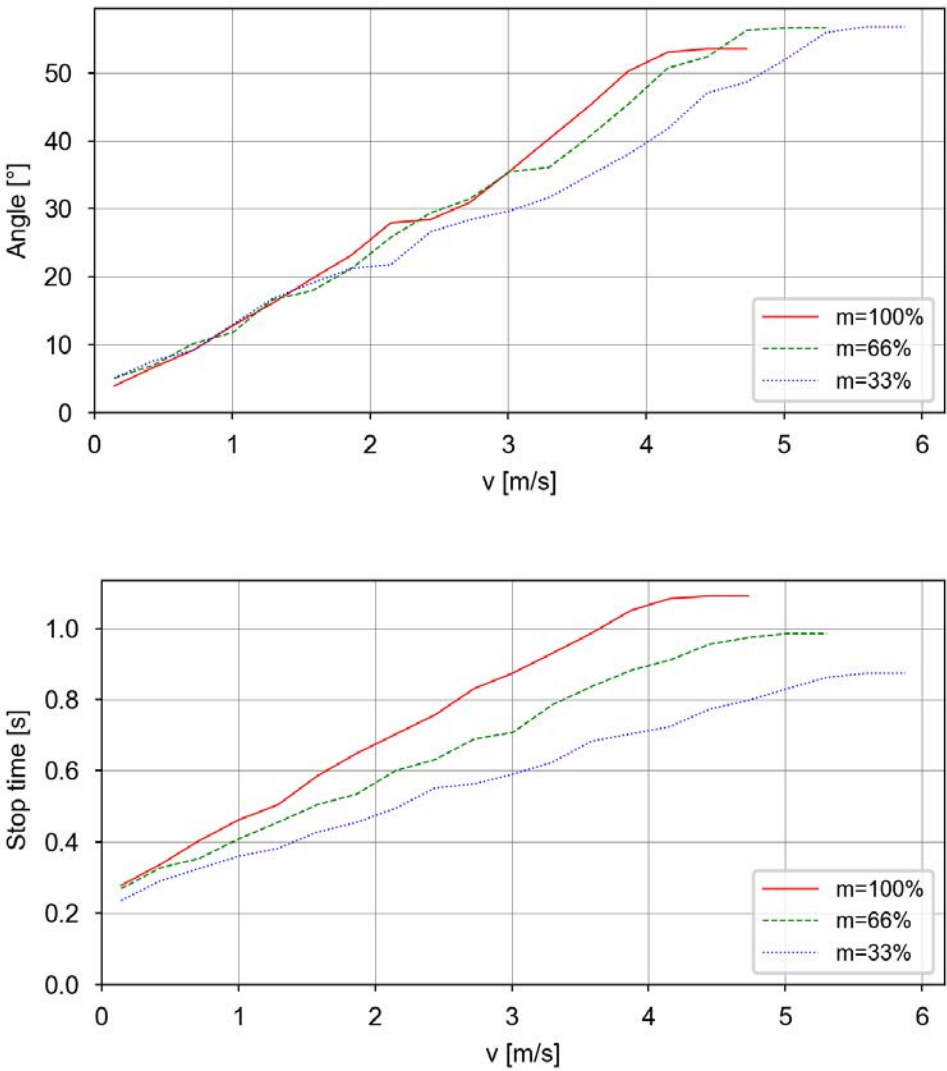 50
40
30
20
10
0
Angle [°]
m=100%
m=66%
m=33%
0 1 2 3 4 5 6
v [m/s]
1.0
0.8
0.6
0.4
0.2
0.0
Stop time [s]
m=100%
m=66%
m=33%
0 1 2 3 4 5 6
v [m/s]